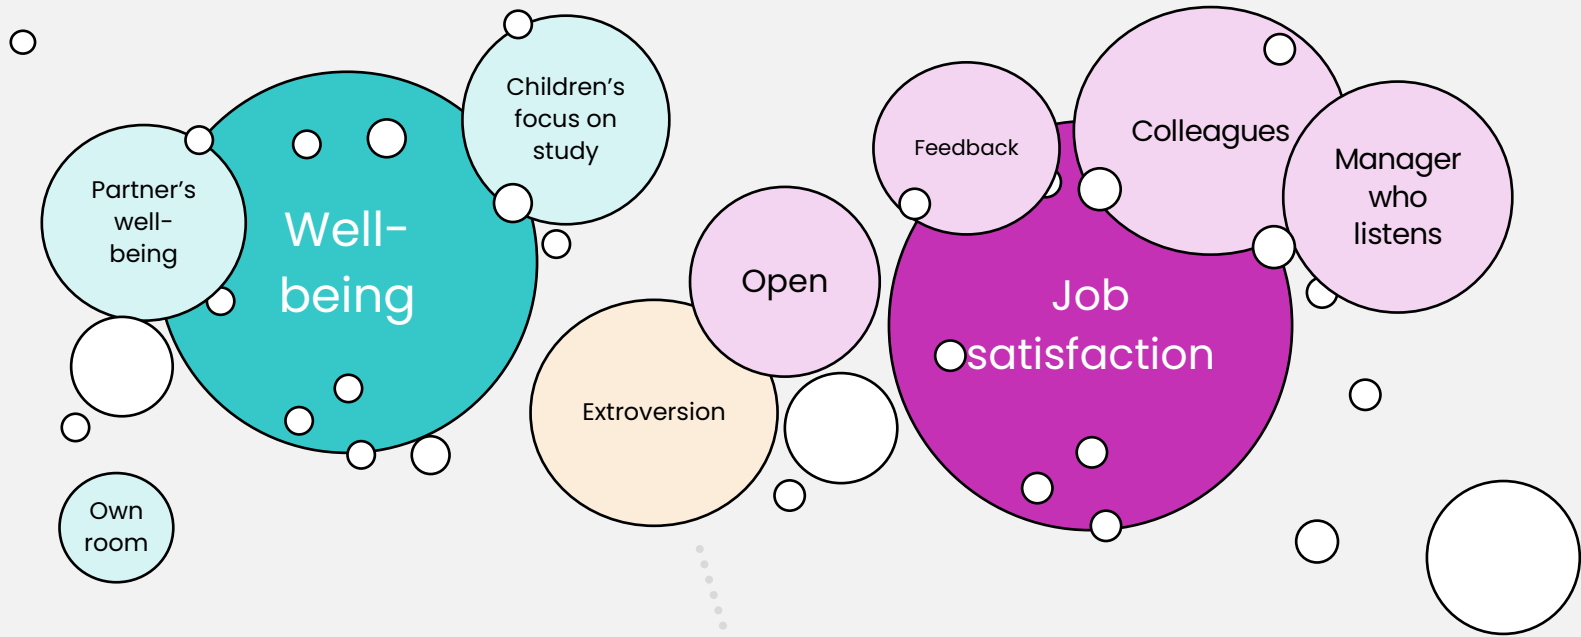 Children's
focus on
study
Partner's
well-
being
Well-
being
Own
room
Extroversion
Open
Feedback
Colleagues
Manager
who
listens
Job
satisfaction